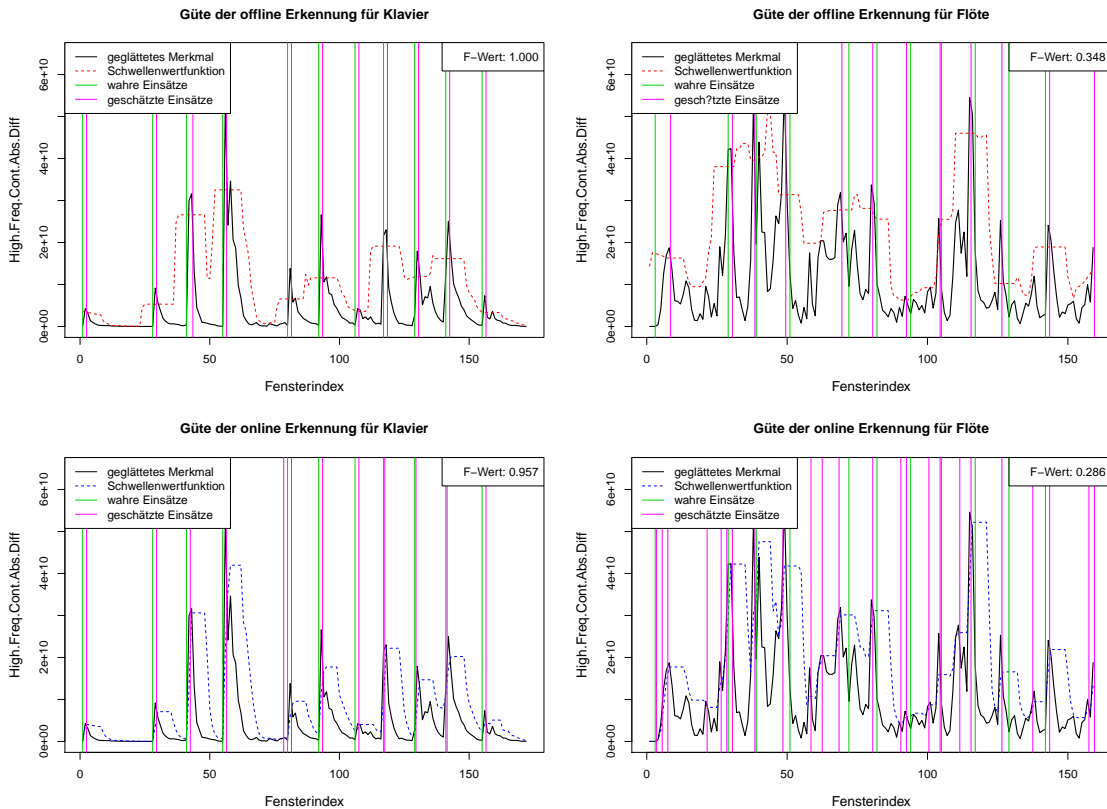 Güte der offline Erkennung für Klavier
geglättetes Merkmal
Schwellenwertfunktion
wahre Einsätze
geschätzte Einsätze
F−Wert: 1.000
High.Freq.Cont.Abs.Diff
0e+00 2e+10 4e+10 6e+10
0 50 100 150
Fensterindex
Güte der offline Erkennung für Flöte
geglättetes Merkmal
Schwellenwertfunktion
wahre Einsätze
gesch?tzte Einsätze
F−Wert: 0.348
High.Freq.Cont.Abs.Diff
0e+00 2e+10 4e+10 6e+10
0 50 100 150
Fensterindex
Güte der online Erkennung für Klavier
geglättetes Merkmal
Schwellenwertfunktion
wahre Einsätze
geschätzte Einsätze
F−Wert: 0.957
High.Freq.Cont.Abs.Diff
0e+00 2e+10 4e+10 6e+10
0 50 100 150
Fensterindex
Güte der online Erkennung für Flöte
geglättetes Merkmal
Schwellenwertfunktion
wahre Einsätze
geschätzte Einsätze
F−Wert: 0.286
High.Freq.Cont.Abs.Diff
0e+00 2e+10 4e+10 6e+10
0 50 100 150
Fensterindex